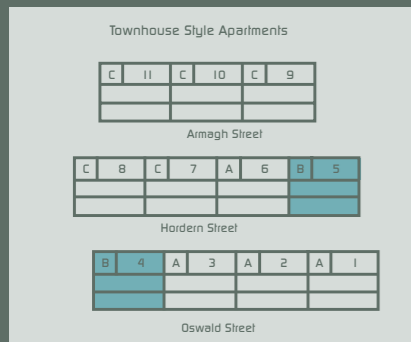 Townhouse Style Apartments
C 11 C 10 C 9
Armagh Street
C 8 C 7 A 6 B 5
Hordern Street
B 4 A 3 A 2 A 1
Oswald Street